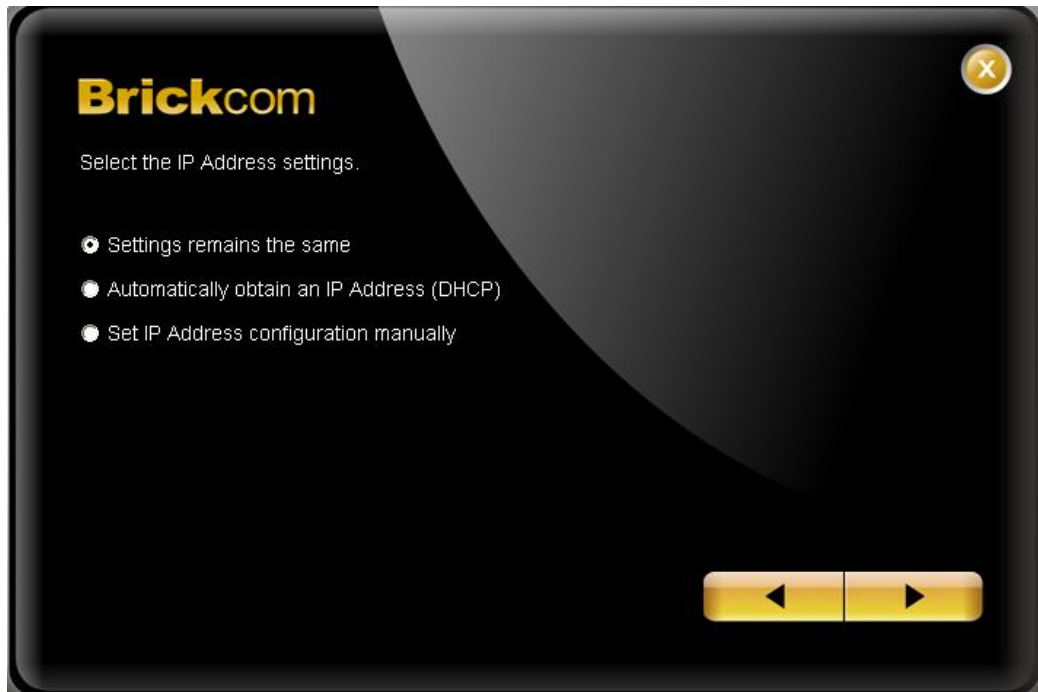 Brickcom
X
Select the IP Address settings.
Settings remains the same
Automatically obtain an IP Address (DHCP)
Set IP Address configuration manually